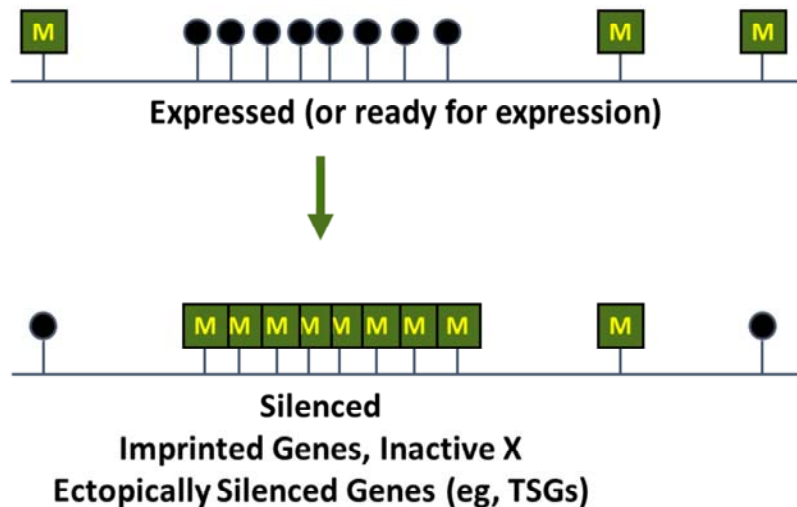 M M M
Expressed (or ready for expression)
M M M M M M M M M
Silenced
Imprinted Genes, Inactive X
Ectopically Silenced Genes (eg, TSGs)